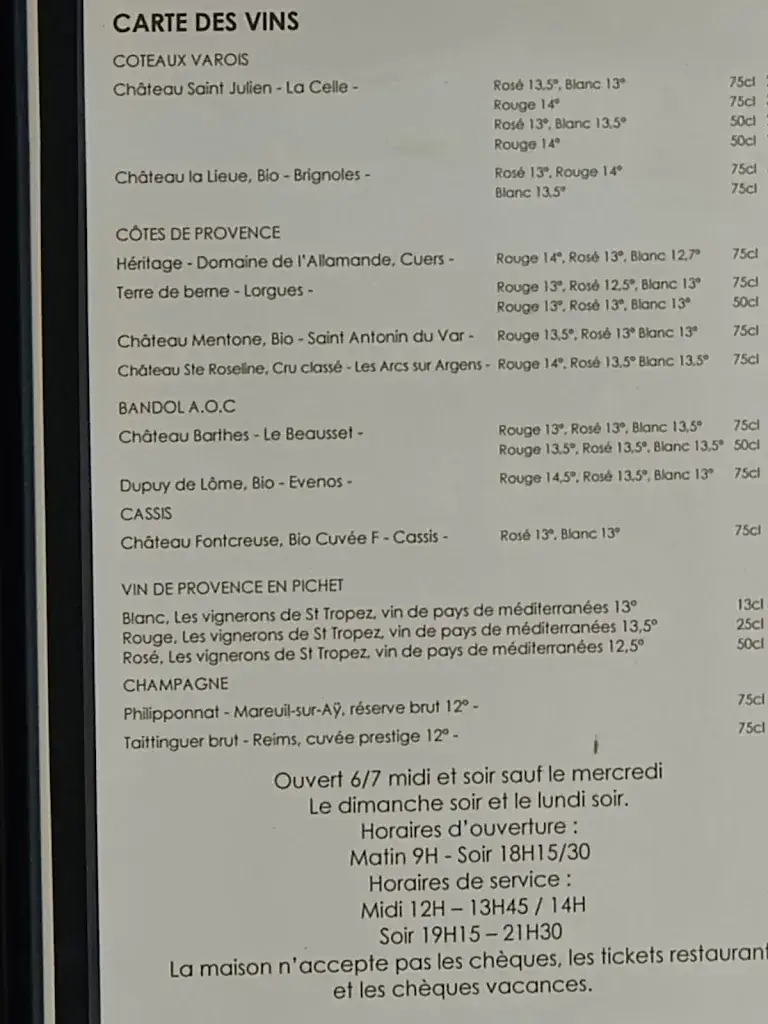 CARTE DES VINS
COTEAUX VAROIS
Château Saint Julien - La Celle - Rosé 13,5°, Blanc 13° 75cl
Rouge 14° 75cl
Rosé 13°, Blanc 13,5° 50cl
Rouge 14° 50cl
Château la Lieue, Bio - Brignoles - Rosé 13°, Rouge 14° 75cl
Blanc 13,5° 75cl
CÔTES DE PROVENCE
Héritage - Domaine de l'Allamande, Cuers - Rouge 14°, Rosé 13°, Blanc 12,7° 75cl
Terre de berne - Lorgues - Rouge 13°, Rosé 12,5°, Blanc 13° 75cl
Rouge 13°, Rosé 13°, Blanc 13° 50cl
Château Mentone, Bio - Saint Antonin du Var - Rouge 13,5°, Rosé 13° Blanc 13° 75cl
Château Ste Roseline, Cru classé - Les Arcs sur Argens - Rouge 14°, Rosé 13,5° Blanc 13,5° 75cl
BANDOL A.O.C
Château Barthes - Le Beausset - Rouge 13°, Rosé 13°, Blanc 13,5° 75cl
Rouge 13,5°, Rosé 13,5°, Blanc 13,5° 50cl
Dupuy de Lôme, Bio - Evenos - Rouge 14,5°, Rosé 13,5°, Blanc 13° 75cl
CASSIS
Château Fontcreuse, Bio Cuvée F - Cassis - Rosé 13°, Blanc 13° 75cl
VIN DE PROVENCE EN PICHET
Blanc, Les vignerons de St Tropez, vin de pays de méditerranées 13° 13cl
Rouge, Les vignerons de St Tropez, vin de pays de méditerranées 13,5° 25cl
Rosé, Les vignerons de St Tropez, vin de pays de méditerranées 12,5° 50cl
CHAMPAGNE
Philipponnat - Mareuil-sur-Aÿ, réserve brut 12° - 75cl
Taittinguer brut - Reims, cuvée prestige 12° - 75cl
Ouvert 6/7 midi et soir sauf le mercredi
Le dimanche soir et le lundi soir.
Horaires d'ouverture :
Matin 9H - Soir 18H15/30
Horaires de service :
Midi 12H – 13H45 / 14H
Soir 19H15 – 21H30
La maison n'accepte pas les chèques, les tickets restaurant
et les chèques vacances.